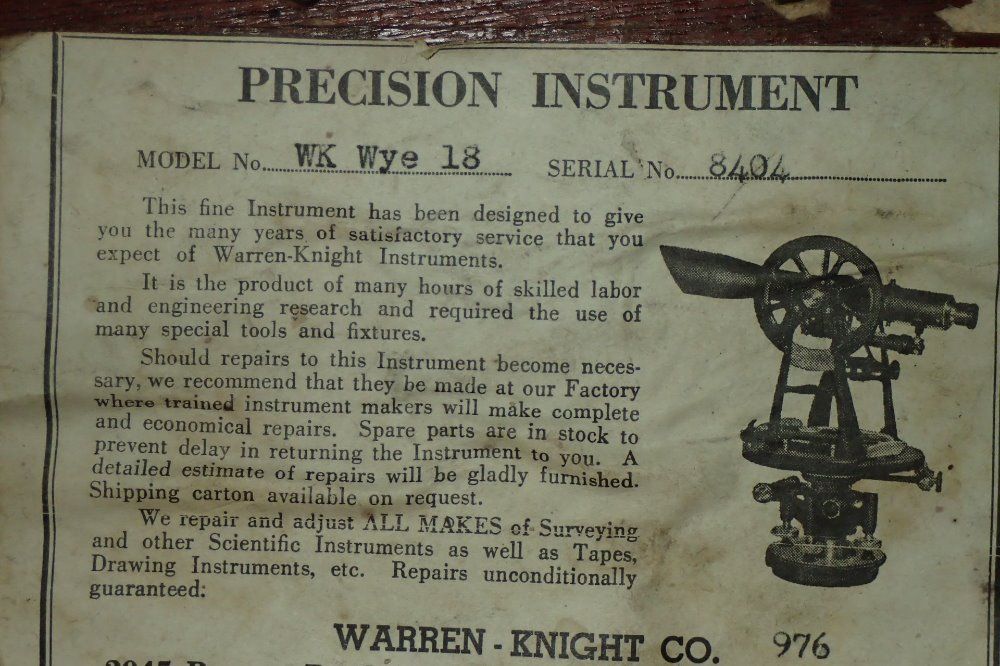 PRECISION INSTRUMENT
MODEL No. WK Wye 18 SERIAL No. 8404
This fine Instrument has been designed to give
you the many years of satisfactory service that you
expect of Warren-Knight Instruments.
It is the product of many hours of skilled labor
and engineering research and required the use of
many special tools and fixtures.
Should repairs to this Instrument become neces-
sary, we recommend that they be made at our Factory
where trained instrument makers will make complete
and economical repairs. Spare parts are in stock to
prevent delay in returning the Instrument to you. A
detailed estimate of repairs will be gladly furnished.
Shipping carton available on request.
We repair and adjust ALL MAKES of Surveying
and other Scientific Instruments as well as Tapes,
Drawing Instruments, etc. Repairs unconditionally
guaranteed:
WARREN-KNIGHT CO. 976